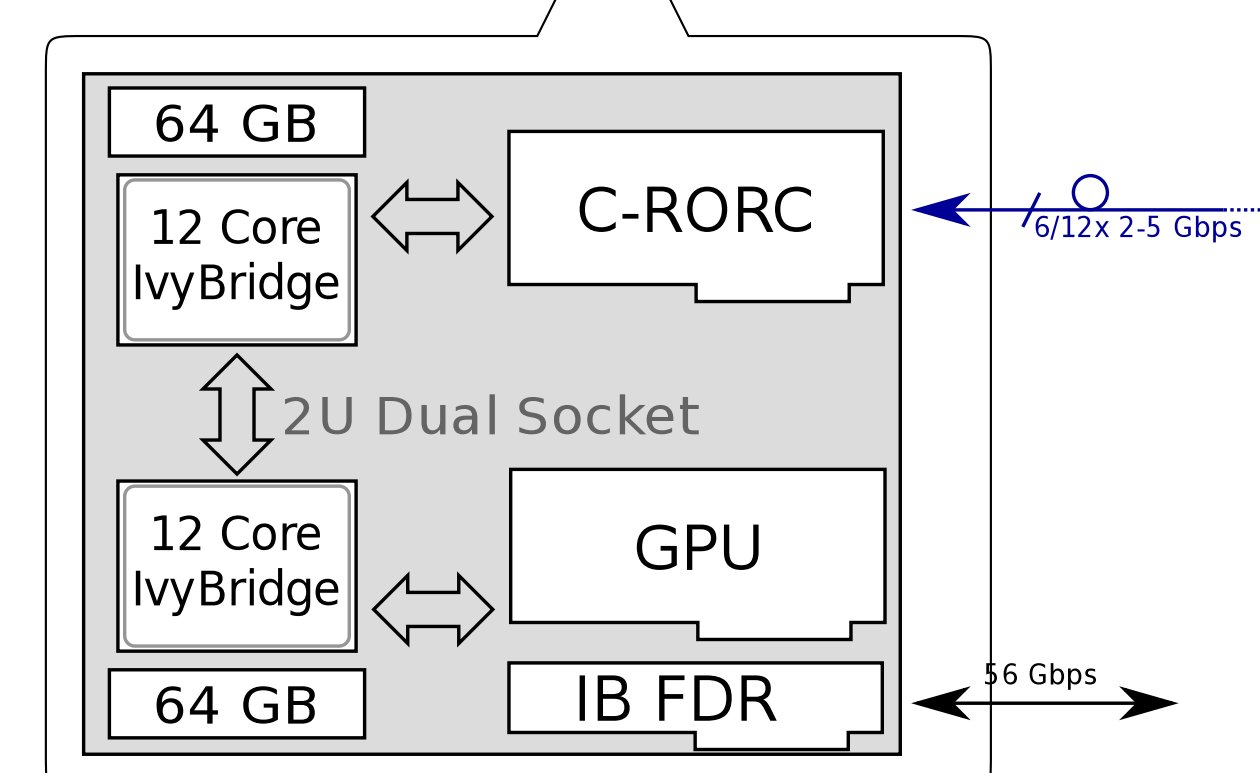 64 GB
12 Core
IvyBridge
C-RORC
6/12x 2-5 Gbps
2U Dual Socket
12 Core
IvyBridge
GPU
64 GB
IB FDR
56 Gbps